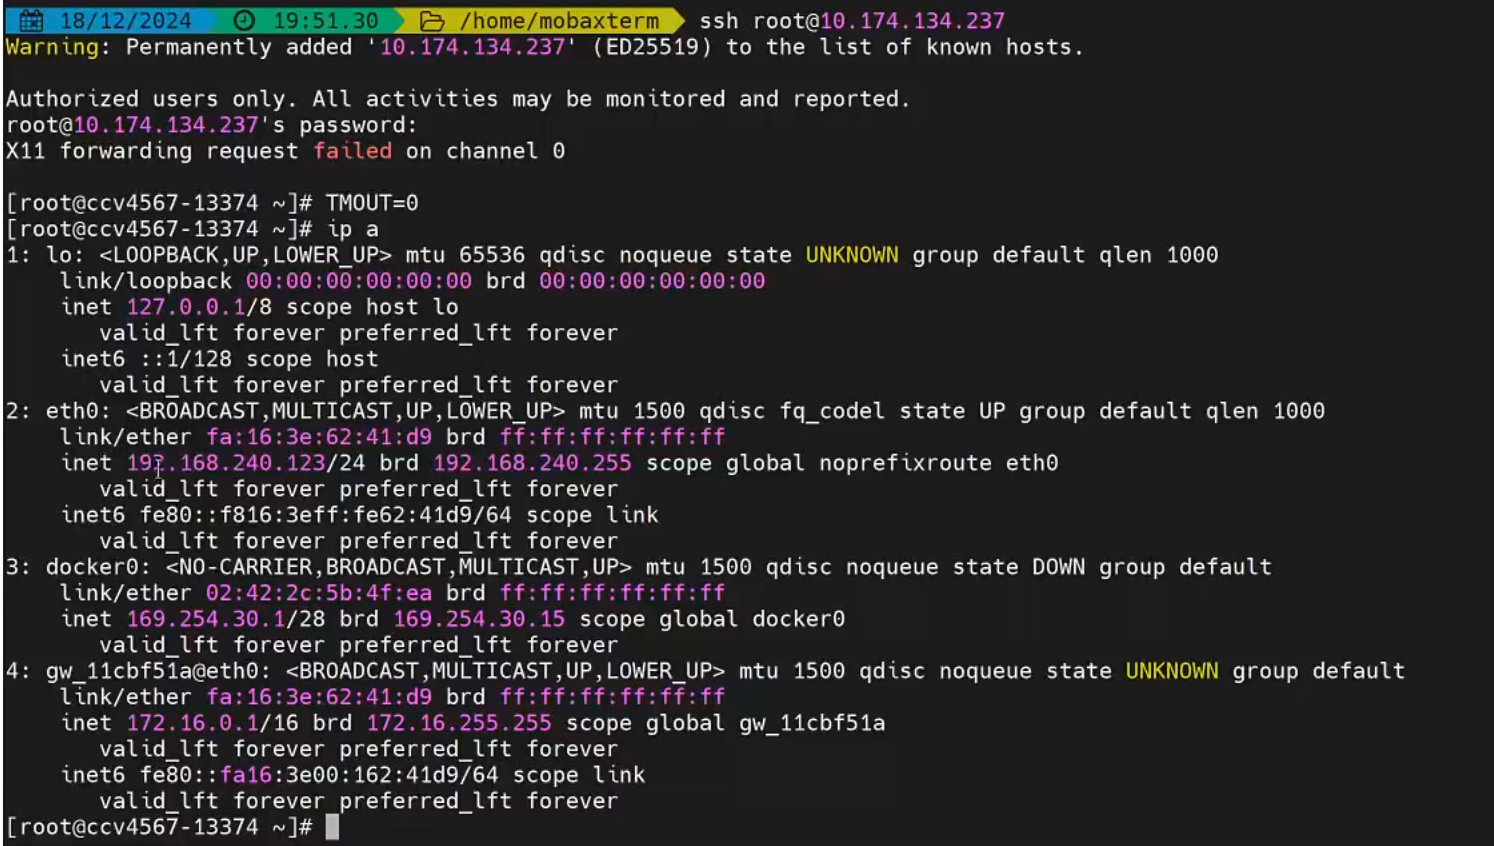 18/12/2024 19:51.30 /home/mobaxterm ssh root@10.174.134.237
Warning: Permanently added '10.174.134.237' (ED25519) to the list of known hosts.
Authorized users only. All activities may be monitored and reported.
root@10.174.134.237's password:
X11 forwarding request failed on channel 0
[root@ccv4567-13374 ~]# TMOUT=0
[root@ccv4567-13374 ~]# ip a
1: lo: <LOOPBACK,UP,LOWER_UP> mtu 65536 qdisc noqueue state UNKNOWN group default qlen 1000
link/loopback 00:00:00:00:00:00 brd 00:00:00:00:00:00
inet 127.0.0.1/8 scope host lo
valid_lft forever preferred_lft forever
inet6 ::1/128 scope host
valid_lft forever preferred_lft forever
2: eth0: <BROADCAST,MULTICAST,UP,LOWER_UP> mtu 1500 qdisc fq_codel state UP group default qlen 1000
link/ether fa:16:3e:62:41:d9 brd ff:ff:ff:ff:ff:ff
inet 192.168.240.123/24 brd 192.168.240.255 scope global noprefixroute eth0
valid_lft forever preferred_lft forever
inet6 fe80::f816:3eff:fe62:41d9/64 scope link
valid_lft forever preferred_lft forever
3: docker0: <NO-CARRIER,BROADCAST,MULTICAST,UP> mtu 1500 qdisc noqueue state DOWN group default
link/ether 02:42:2c:5b:4f:ea brd ff:ff:ff:ff:ff:ff
inet 169.254.30.1/28 brd 169.254.30.15 scope global docker0
valid_lft forever preferred_lft forever
4: gw_11cbf51a@eth0: <BROADCAST,MULTICAST,UP,LOWER_UP> mtu 1500 qdisc noqueue state UNKNOWN group default
link/ether fa:16:3e:62:41:d9 brd ff:ff:ff:ff:ff:ff
inet 172.16.0.1/16 brd 172.16.255.255 scope global gw_11cbf51a
valid_lft forever preferred_lft forever
inet6 fe80::fa16:3e00:162:41d9/64 scope link
valid_lft forever preferred_lft forever
[root@ccv4567-13374 ~]#